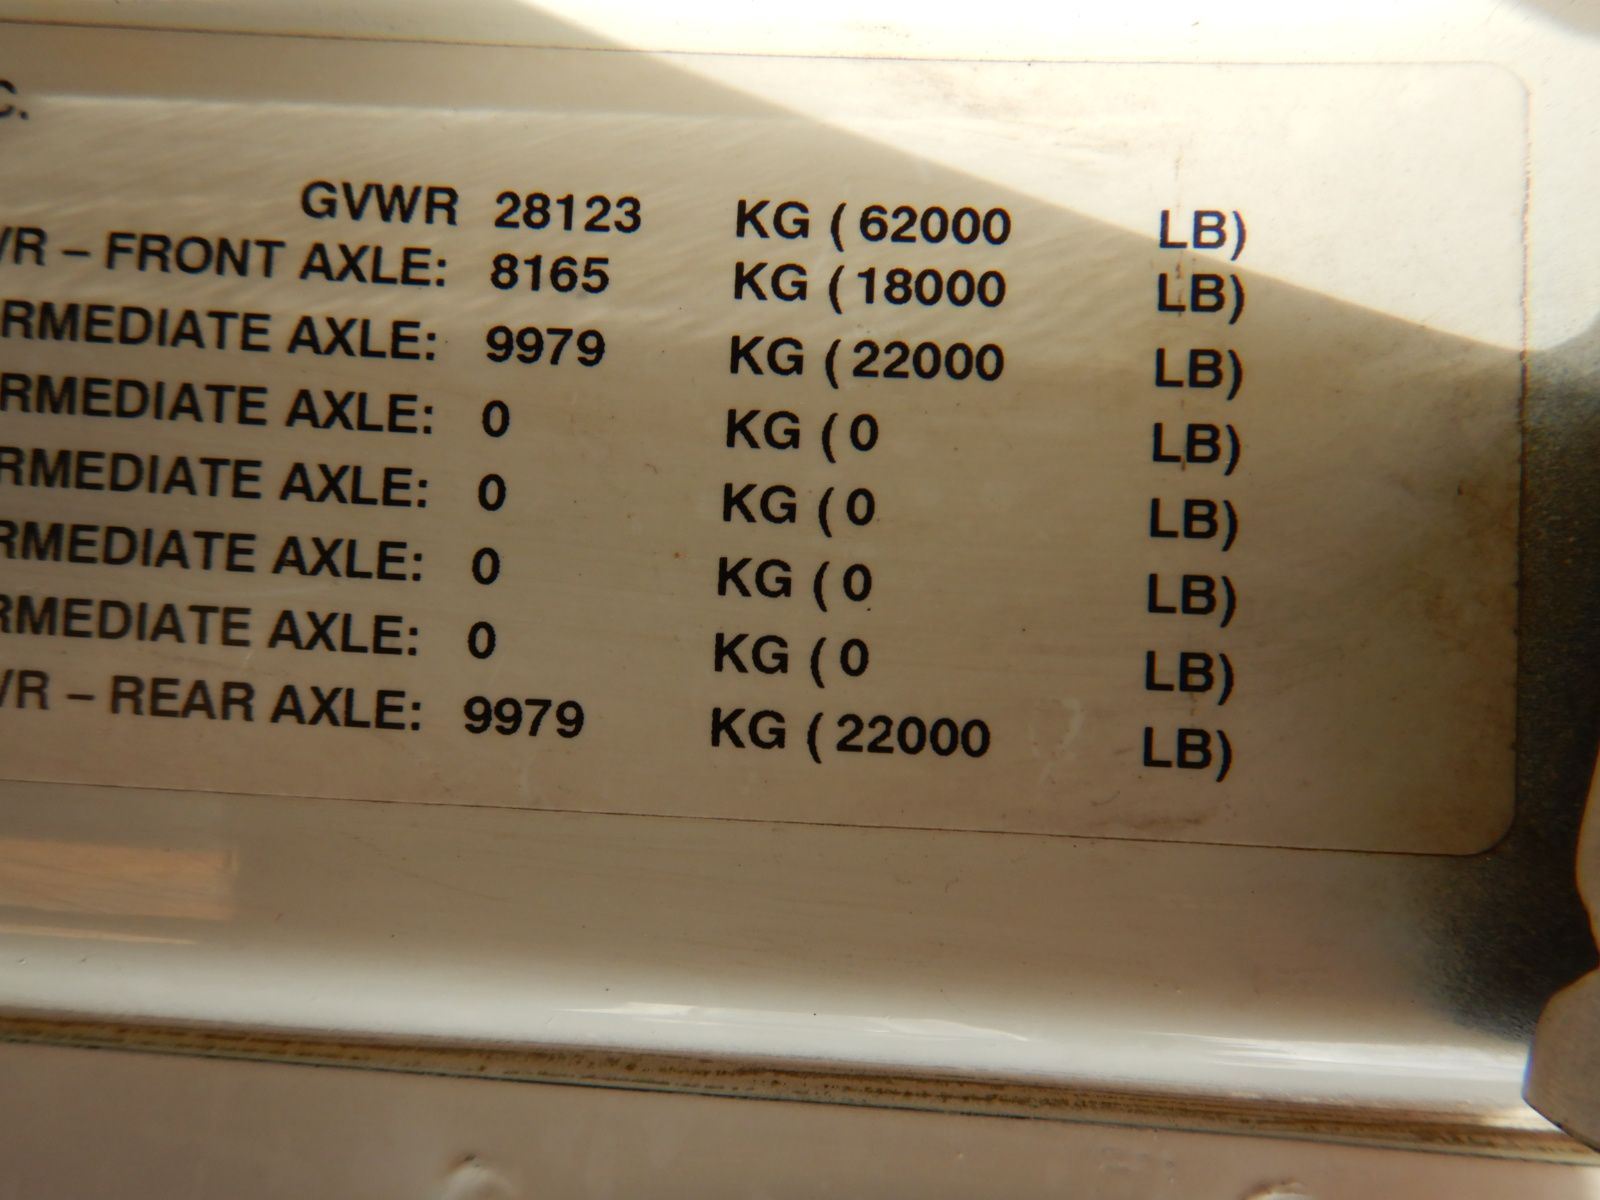 C.
GVWR 28123 KG ( 62000 LB)
VR – FRONT AXLE: 8165 KG ( 18000 LB)
RMEDIATE AXLE: 9979 KG ( 22000 LB)
RMEDIATE AXLE: 0 KG ( 0 LB)
RMEDIATE AXLE: 0 KG ( 0 LB)
RMEDIATE AXLE: 0 KG ( 0 LB)
RMEDIATE AXLE: 0 KG ( 0 LB)
VR – REAR AXLE: 9979 KG ( 22000 LB)